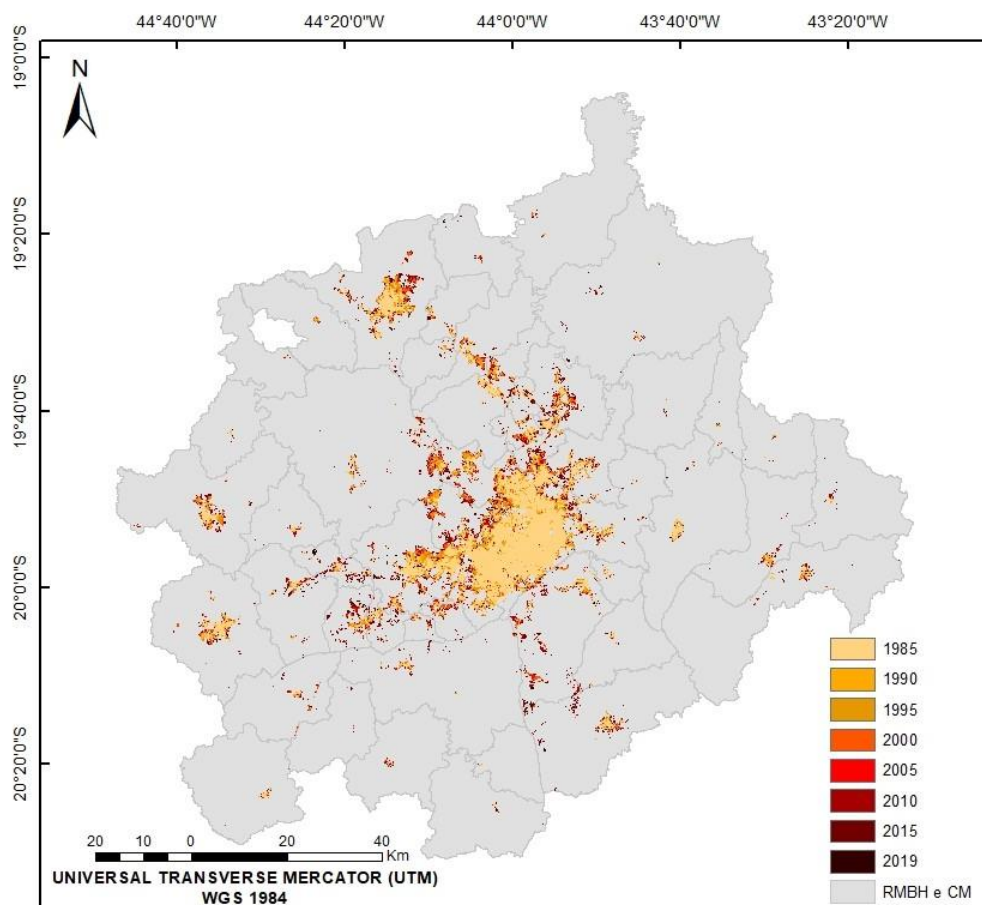 44°40'0"W 44°20'0"W 44°0'0"W 43°40'0"W 43°20'0"W
19°0'0"S
N
19°20'0"S
19°40'0"S
20°0'0"S
20°20'0"S
1985
1990
1995
2000
2005
2010
2015
2019
RMBH e CM
20 10 0 20 40
Km
UNIVERSAL TRANSVERSE MERCATOR (UTM)
WGS 1984